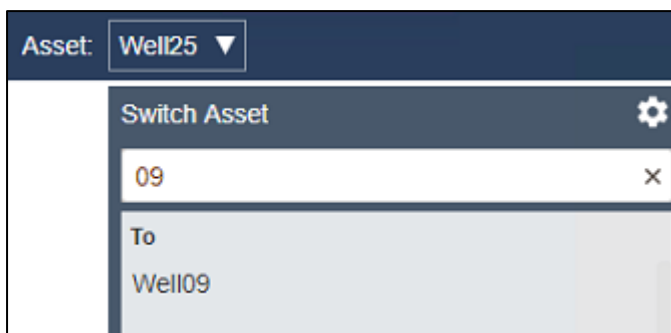 Asset: Well25 ▼
Switch Asset
09 ×
To
Well09